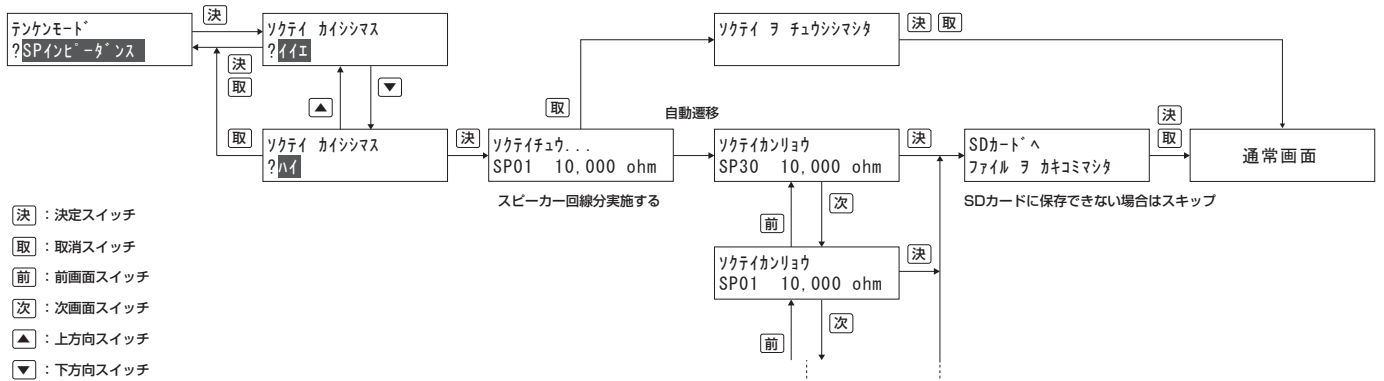 テンケンモード
?SPインピーダンス
決
ソクテイ カイシシマス
?イイエ
決
取
▲
▼
取
ソクテイ カイシシマス
?ハイ
決
ソクテイチュウ...
SP01 10,000 ohm
スピーカー回線分実施する
取
ソクテイ ヲ チュウシシマシタ
決 取
自動遷移
ソクテイカンリョウ
SP30 10,000 ohm
決
前
次
ソクテイカンリョウ
SP01 10,000 ohm
決
前
次
SDカードヘ
ファイル ヲ カキコミマシタ
SDカードに保存できない場合はスキップ
決
取
通常画面
決 :決定スイッチ
取 :取消スイッチ
前 :前画面スイッチ
次 :次画面スイッチ
▲ :上方向スイッチ
▼ :下方向スイッチ